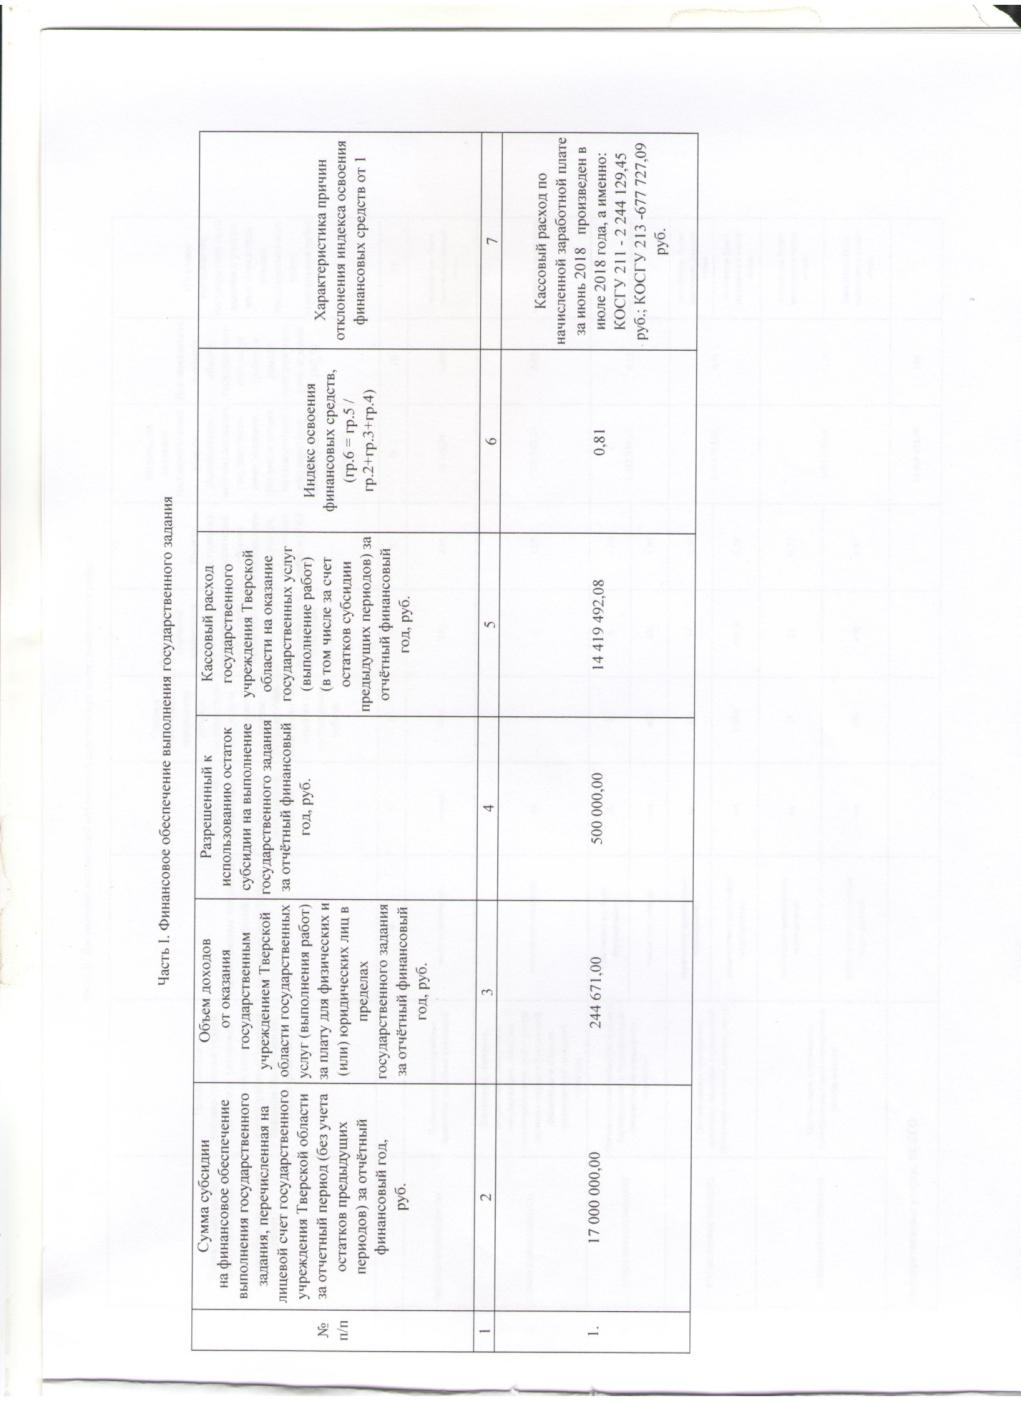 Часть I. Финансовое обеспечение выполнения государственного задания
№
п/п
Сумма субсидии
на финансовое обеспечение
выполнения государственного
задания, перечисленная на
лицевой счет государственного
учреждения Тверской области
за отчетный период (без учета
остатков предыдущих
периодов) за отчётный
финансовый год,
руб.
Объем доходов
от оказания
государственным
учреждением Тверской
области государственных
услуг (выполнения работ)
за плату для физических и
(или) юридических лиц в
пределах
государственного задания
за отчётный финансовый
год, руб.
Разрешенный к
использованию остаток
субсидии на выполнение
государственного задания
за отчётный финансовый
год, руб.
Кассовый расход
государственного
учреждения Тверской
области на оказание
государственных услуг
(выполнение работ)
(в том числе за счет
остатков субсидии
предыдущих периодов) за
отчётный финансовый
год, руб.
Индекс освоения
финансовых средств,
(гр.6 = гр.5 /
гр.2+гр.3+гр.4)
Характеристика причин
отклонения индекса освоения
финансовых средств от 1
1
2
3
4
5
6
7
1.
17 000 000,00
244 671,00
500 000,00
14 419 492,08
0,81
Кассовый расход по
начисленной заработной плате
за июнь 2018 произведен в
июле 2018 года, а именно:
КОСГУ 211 - 2 244 129,45
руб.; КОСГУ 213 -677 727,09
руб.